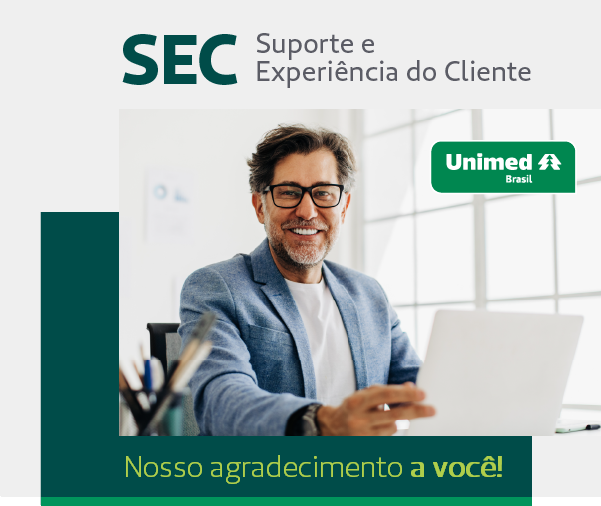 SEC
Suporte e
Experiência do Cliente
Unimed
Brasil
Nosso agradecimento a você!